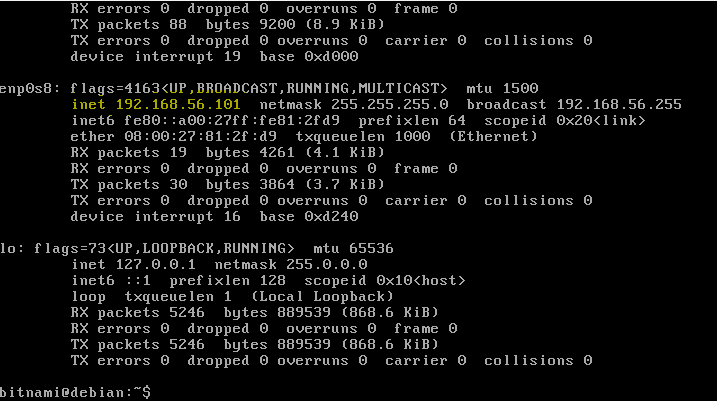 RX errors 0  dropped 0  overruns 0  frame 0
TX packets 88  bytes 9200 (8.9 KiB)
TX errors 0  dropped 0 overruns 0  carrier 0  collisions 0
device interrupt 19  base 0xd000
enp0s8: flags=4163<UP,BROADCAST,RUNNING,MULTICAST>  mtu 1500
inet 192.168.56.101  netmask 255.255.255.0  broadcast 192.168.56.255
inet6 fe80::a00:27ff:fe81:2fd9  prefixlen 64  scopeid 0x20<link>
ether 08:00:27:81:2f:d9  txqueuelen 1000  (Ethernet)
RX packets 19  bytes 4261 (4.1 KiB)
RX errors 0  dropped 0  overruns 0  frame 0
TX packets 30  bytes 3864 (3.7 KiB)
TX errors 0  dropped 0 overruns 0  carrier 0  collisions 0
device interrupt 16  base 0xd240
lo: flags=73<UP,LOOPBACK,RUNNING>  mtu 65536
inet 127.0.0.1  netmask 255.0.0.0
inet6 ::1  prefixlen 128  scopeid 0x10<host>
loop  txqueuelen 1  (Local Loopback)
RX packets 5246  bytes 889539 (868.6 KiB)
RX errors 0  dropped 0  overruns 0  frame 0
TX packets 5246  bytes 889539 (868.6 KiB)
TX errors 0  dropped 0 overruns 0  carrier 0  collisions 0
bitnami@debian:~$